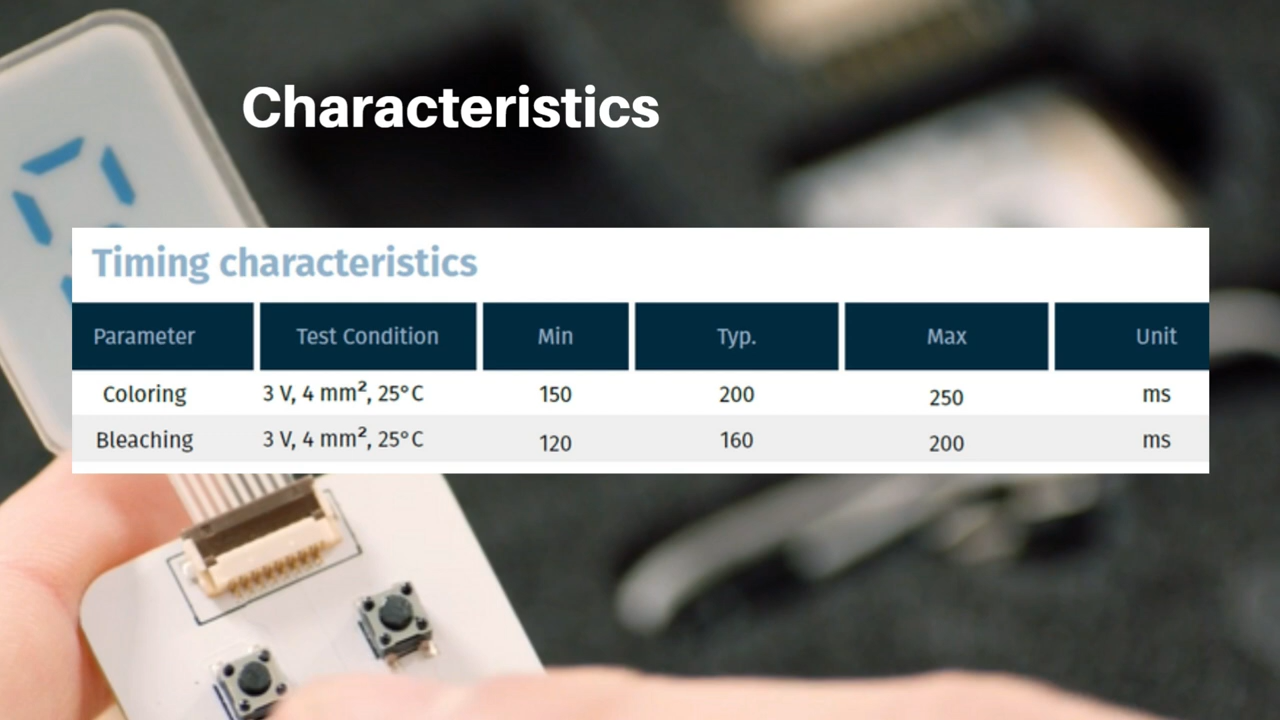 Characteristics
Timing characteristics
Parameter Test Condition Min Typ. Max Unit
Coloring 3 V, 4 mm², 25°C 150 200 250 ms
Bleaching 3 V, 4 mm², 25°C 120 160 200 ms